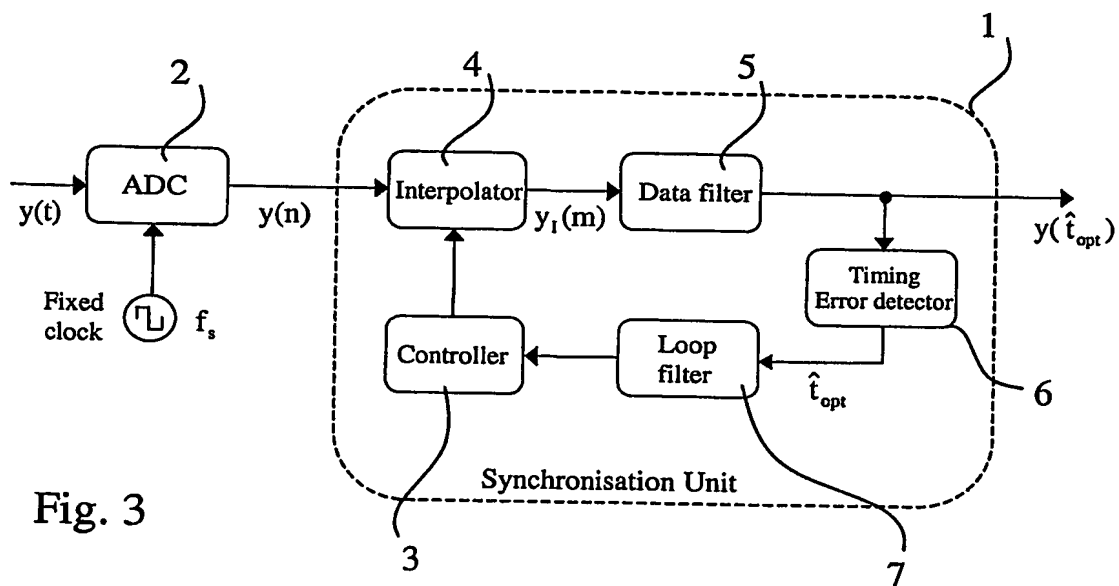 1
2
4
5
ADC
Interpolator
Data filter
y(t)
y(n)
y_I(m)
y(t̂_opt)
Timing
Error detector
Fixed
clock
f_s
Controller
Loop
filter
t̂_opt
6
Synchronisation Unit
Fig. 3
3
7